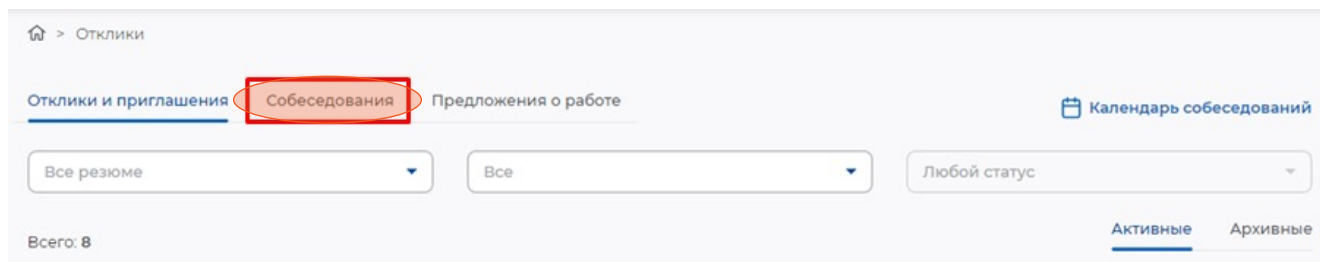 > Отклики
Отклики и приглашения Собеседования Предложения о работе
Календарь собеседований
Все резюме Все Любой статус
Всего: 8 Активные Архивные